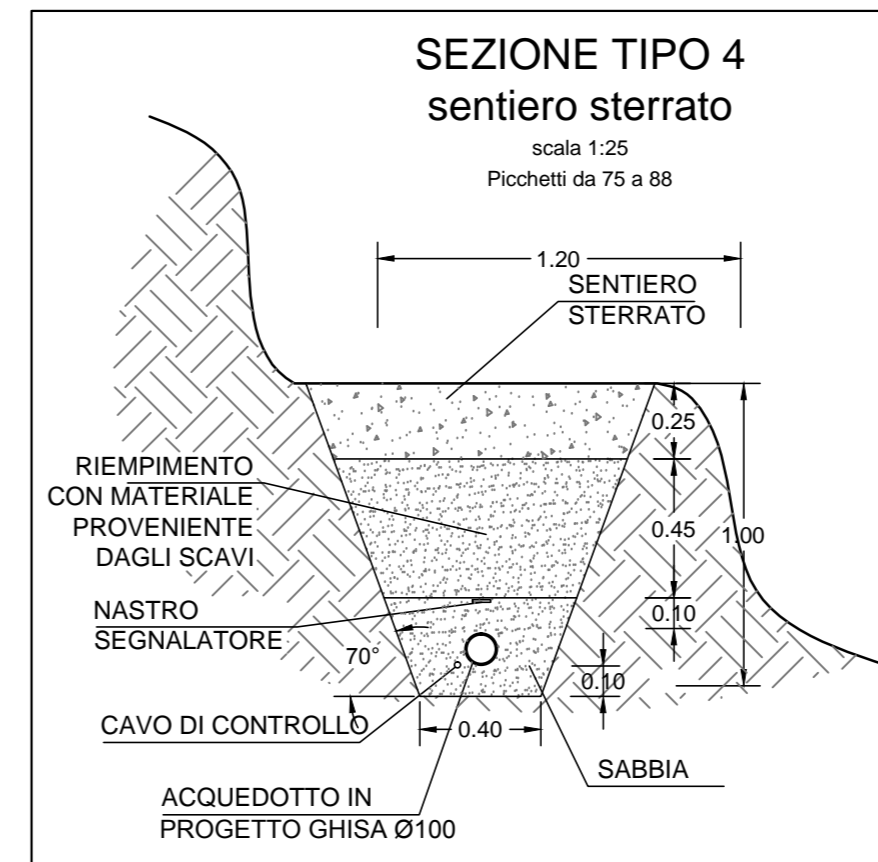 SEZIONE TIPO 4
sentiero sterrato
scala 1:25
Picchetti da 75 a 88
1.20
SENTIERO
STERRATO
0.25
RIEMPIMENTO
CON MATERIALE
PROVENIENTE
DAGLI SCAVI
0.45
1.00
NASTRO
SEGNALATORE
0.10
70°
0.10
CAVO DI CONTROLLO
0.40
SABBIA
ACQUEDOTTO IN
PROGETTO GHISA Ø100